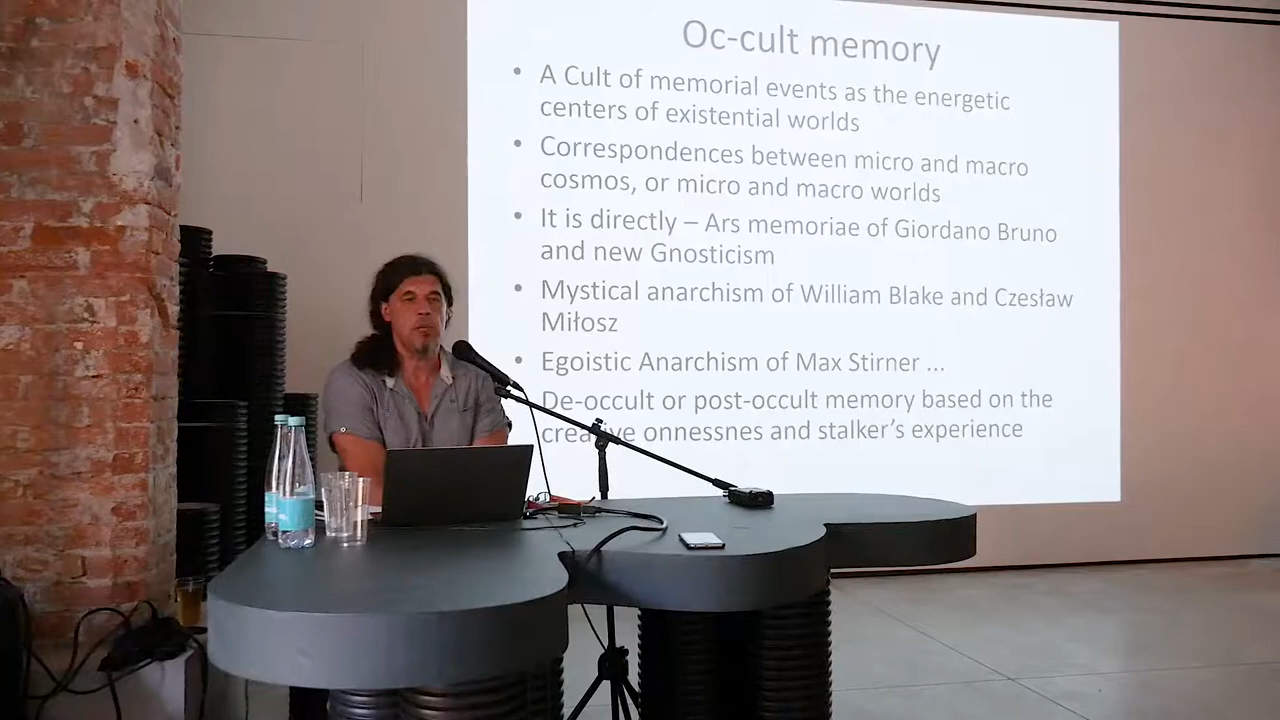 Oc-cult memory
• A Cult of memorial events as the energetic
centers of existential worlds
• Correspondences between micro and macro
cosmos, or micro and macro worlds
• It is directly – Ars memoriae of Giordano Bruno
and new Gnosticism
• Mystical anarchism of William Blake and Czesław
Miłosz
• Egoistic Anarchism of Max Stirner ...
De-occult or post-occult memory based on the
creative onnessnes and stalker's experience